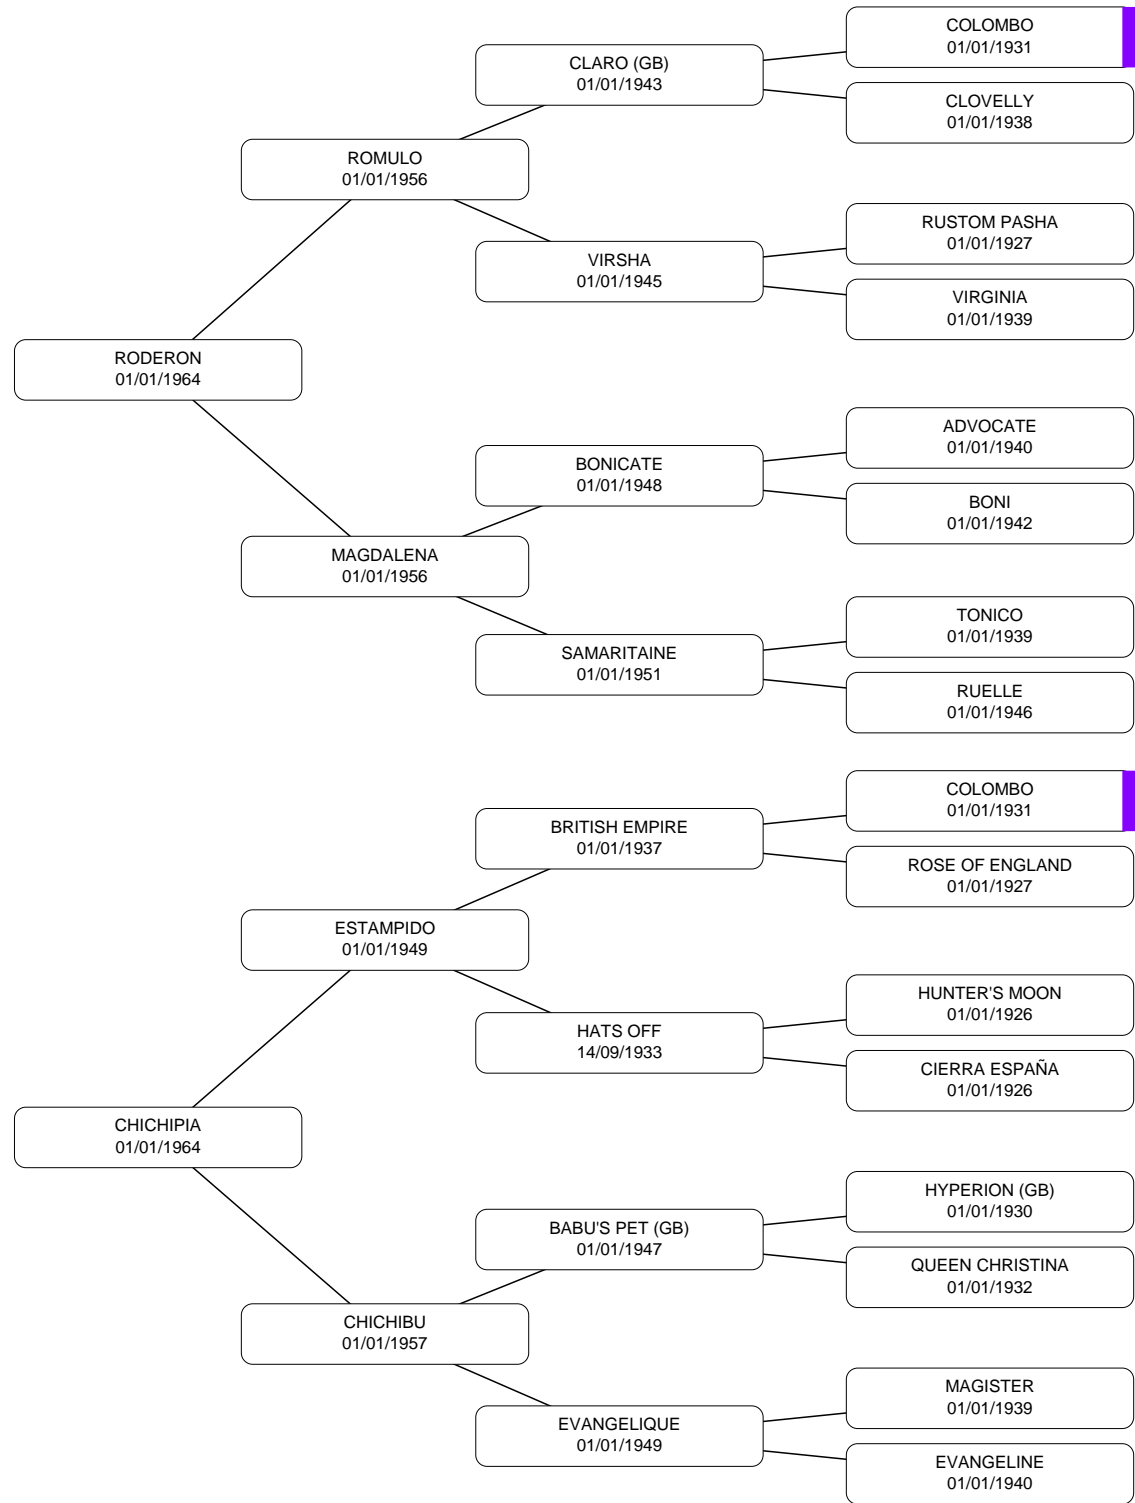 COLOMBO
01/01/1931
CLARO (GB)
01/01/1943
CLOVELLY
01/01/1938
ROMULO
01/01/1956
RUSTOM PASHA
01/01/1927
VIRSHA
01/01/1945
VIRGINIA
01/01/1939
RODERON
01/01/1964
ADVOCATE
01/01/1940
BONICATE
01/01/1948
BONI
01/01/1942
MAGDALENA
01/01/1956
TONICO
01/01/1939
SAMARITAINE
01/01/1951
RUELLE
01/01/1946
COLOMBO
01/01/1931
BRITISH EMPIRE
01/01/1937
ROSE OF ENGLAND
01/01/1927
ESTAMPIDO
01/01/1949
HUNTER'S MOON
01/01/1926
HATS OFF
14/09/1933
CIERRA ESPAÑA
01/01/1926
CHICHIPIA
01/01/1964
HYPERION (GB)
01/01/1930
BABU'S PET (GB)
01/01/1947
QUEEN CHRISTINA
01/01/1932
CHICHIBU
01/01/1957
MAGISTER
01/01/1939
EVANGELIQUE
01/01/1949
EVANGELINE
01/01/1940